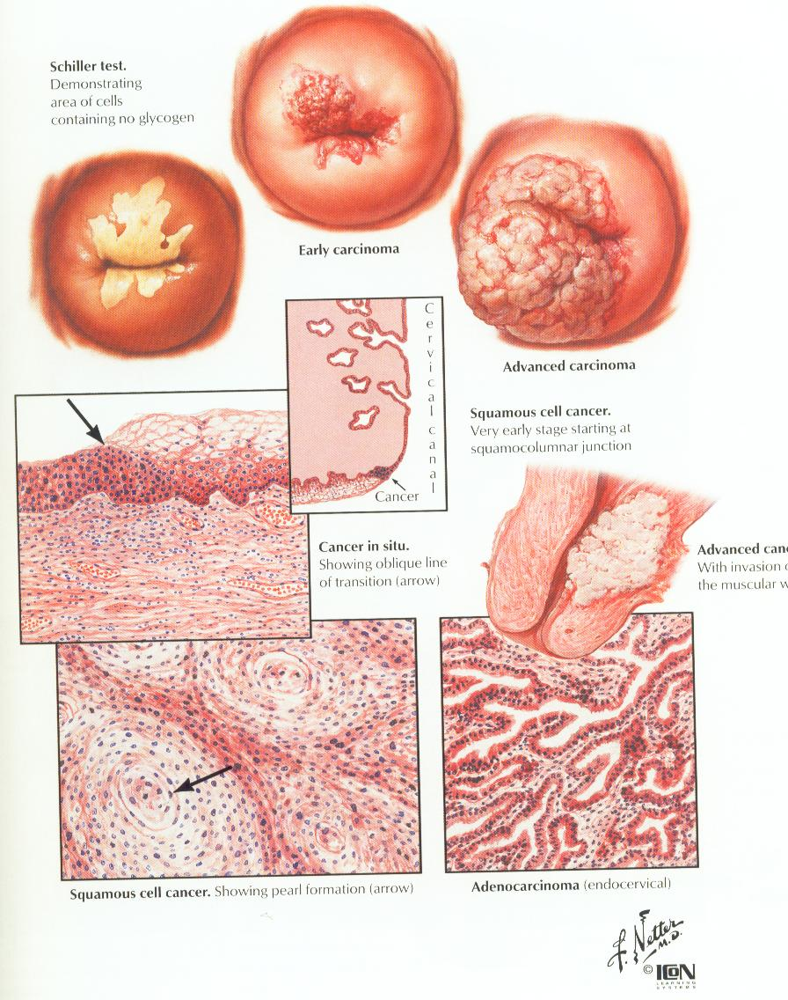 Schiller test.
Demonstrating
area of cells
containing no glycogen
Early carcinoma
Advanced carcinoma
Cervical canal
Cancer
Squamous cell cancer.
Very early stage starting at
squamocolumnar junction
Cancer in situ.
Showing oblique line
of transition (arrow)
Advanced
With invasion
the muscular
Squamous cell cancer. Showing pearl formation (arrow)
Adenocarcinoma (endocervical)
F. Netter
M.D.
© ICON
LEARNING
SYSTEMS